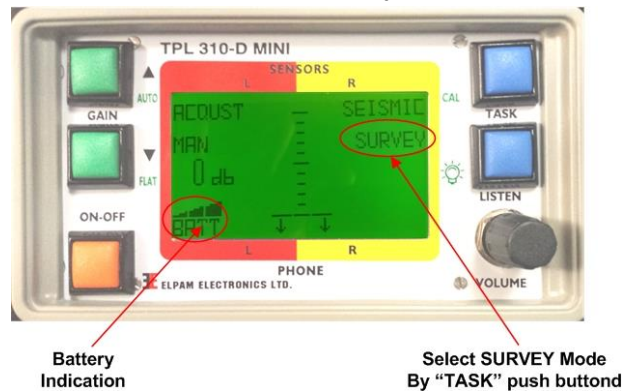 TPL 310-D MINI
SENSORS
L R
AUTO
GAIN
FLAT
ON-OFF
ACOUST SEISMIC
MAN SURVEY
0 db
BATT
CAL
TASK
LISTEN
L R
PHONE
ELPAM ELECTRONICS LTD.
VOLUME
Battery
Indication
Select SURVEY Mode
By “TASK” push buttond